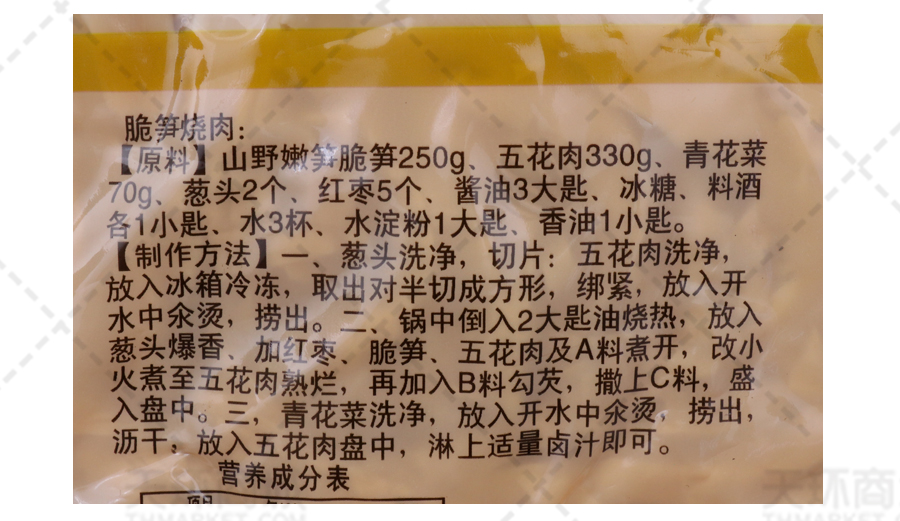 脆笋烧肉:
【原料】山野嫩笋脆笋250g、五花肉330g、青花菜
70g、葱头2个、红枣5个、酱油3大匙、冰糖、料酒
各1小匙、水3杯、水淀粉1大匙、香油1小匙。
【制作方法】一、葱头洗净，切片：五花肉洗净，
放入冰箱冷冻，取出对半切成方形，绑紧，放入开
水中汆烫，捞出。二、锅中倒入2大匙油烧热，放入
葱头爆香、加红枣、脆笋、五花肉及A料煮开，改小
火煮至五花肉熟烂，再加入B料勾芡，撒上C料，盛
入盘中。三，青花菜洗净，放入开水中汆烫，捞出，
沥干，放入五花肉盘中，淋上适量卤汁即可。
营养成分表
项目
天环商
TMMARKET.COM